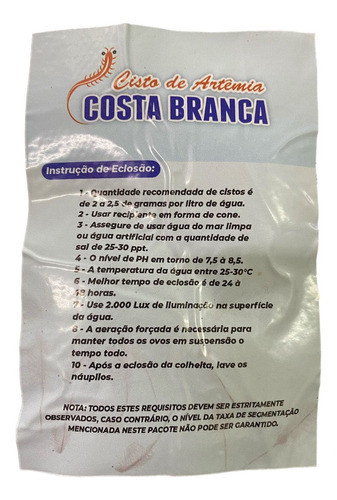 Cisto de Artêmia
COSTA BRANCA
Instrução de Eclosão:
1 - Quantidade recomendada de cistos é
de 2 a 2,5 de gramas por litro de água.
2 - Usar recipiente em forma de cone.
3 - Assegure de usar água do mar limpa
ou água artificial com a quantidade de
sal de 25-30 ppt.
4 - O nível de PH em torno de 7,5 à 8,5.
5 - A temperatura da água entre 25-30°C
6 - Melhor tempo de eclosão é de 24 à
48 horas.
7 - Use 2.000 Lux de iluminação na superfície
da água.
8 - A aeração forçada é necessária para
manter todos os ovos em suspensão o
tempo todo.
10 - Após a eclosão da colheita, lave os
náuplios.
NOTA: TODOS ESTES REQUISITOS DEVEM SER ESTRITAMENTE
OBSERVADOS, CASO CONTRÁRIO, O NÍVEL DA TAXA DE SEGMENTAÇÃO
MENCIONADA NESTE PACOTE NÃO PODE SER GARANTIDO.